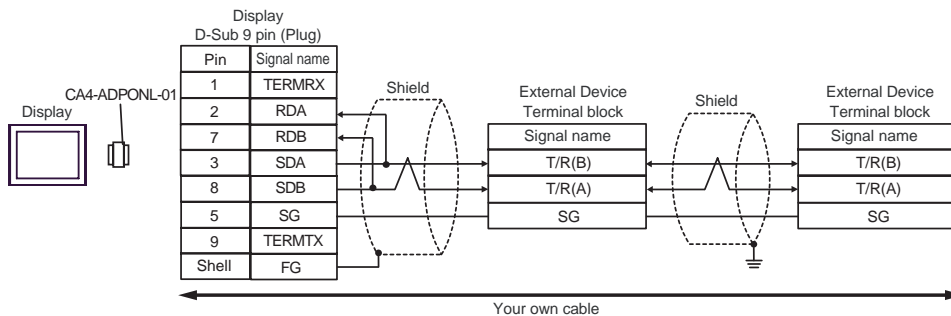 Display
D-Sub 9 pin (Plug)
Pin Signal name
1 TERMRX
2 RDA
7 RDB
3 SDA
8 SDB
5 SG
9 TERMTX
Shell FG
CA4-ADPONL-01
Display
Shield
External Device
Terminal block
Signal name
T/R(B)
T/R(A)
SG
Shield
External Device
Terminal block
Signal name
T/R(B)
T/R(A)
SG
Your own cable